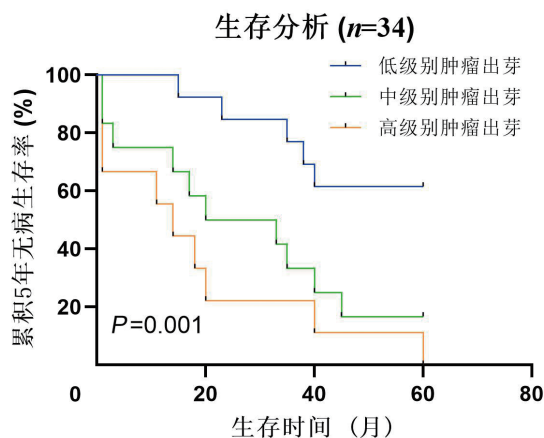 生存分析 (n=34)
低级别肿瘤出芽
中级别肿瘤出芽
高级别肿瘤出芽
累积5年无病生存率 (%)
100
80
60
40
20
P=0.001
0
20
40
60
80
生存时间 (月)